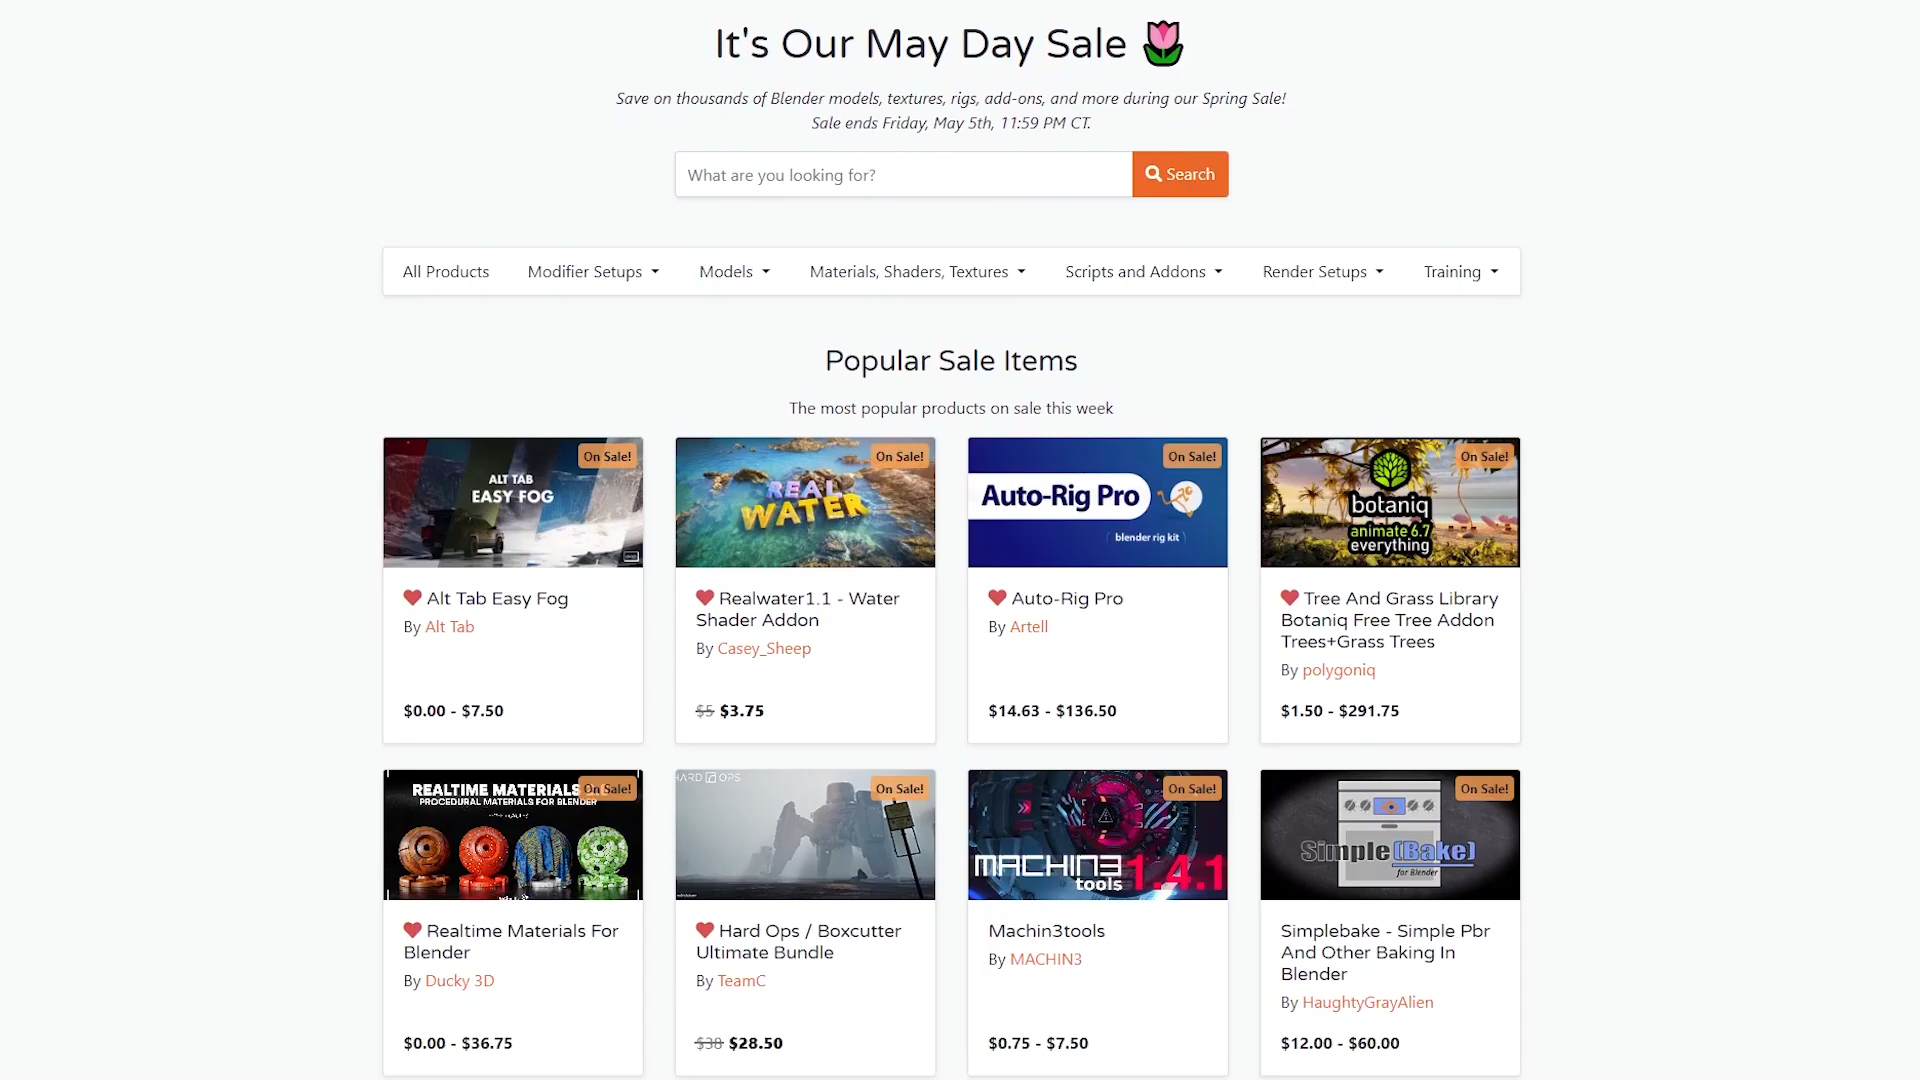 It's Our May Day Sale
Save on thousands of Blender models, textures, rigs, add-ons, and more during our Spring Sale!
Sale ends Friday, May 5th, 11:59 PM CT.
What are you looking for?
Search
All Products
Modifier Setups
Models
Materials, Shaders, Textures
Scripts and Addons
Render Setups
Training
Popular Sale Items
The most popular products on sale this week
On Sale!
ALT TAB
EASY FOG
Alt Tab Easy Fog
By Alt Tab
$0.00 - $7.50
On Sale!
REAL
WATER
Realwater1.1 - Water
Shader Addon
By Casey_Sheep
$5 $3.75
On Sale!
Auto-Rig Pro
blender rig kit
Auto-Rig Pro
By Artell
$14.63 - $136.50
On Sale!
botaniq
animate 6.7
everything
Tree And Grass Library
Botaniq Free Tree Addon
Trees+Grass Trees
By polygoniq
$1.50 - $291.75
On Sale!
REALTIME MATERIALS
PROCEDURAL MATERIALS FOR BLENDER
Realtime Materials For
Blender
By Ducky 3D
$0.00 - $36.75
HARD OPS
On Sale!
Hard Ops / Boxcutter
Ultimate Bundle
By TeamC
$38 $28.50
On Sale!
MACHIN3
tools 1.4.1
Machin3tools
By MACHIN3
$0.75 - $7.50
On Sale!
Simple[Bake]
for Blender
Simplebake - Simple Pbr
And Other Baking In
Blender
By HaughtyGrayAlien
$12.00 - $60.00